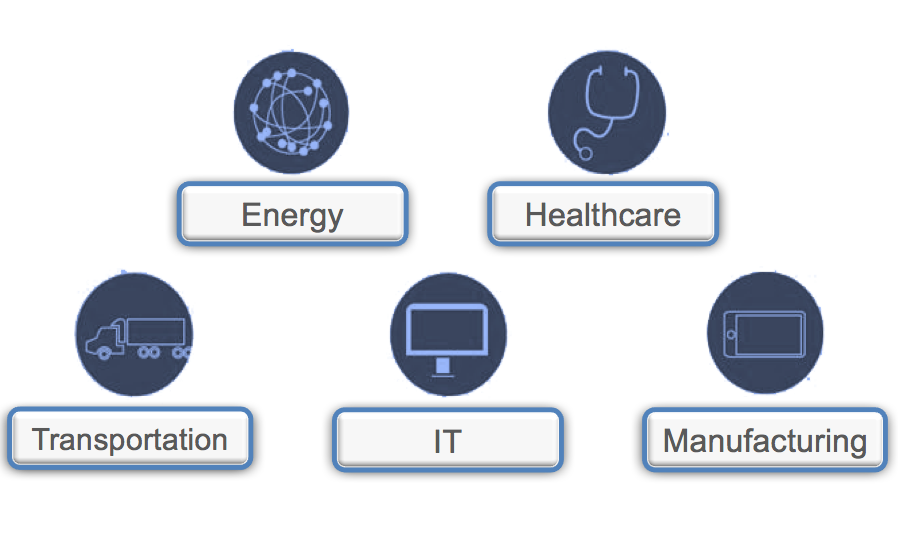 Energy
Healthcare
Transportation
IT
Manufacturing